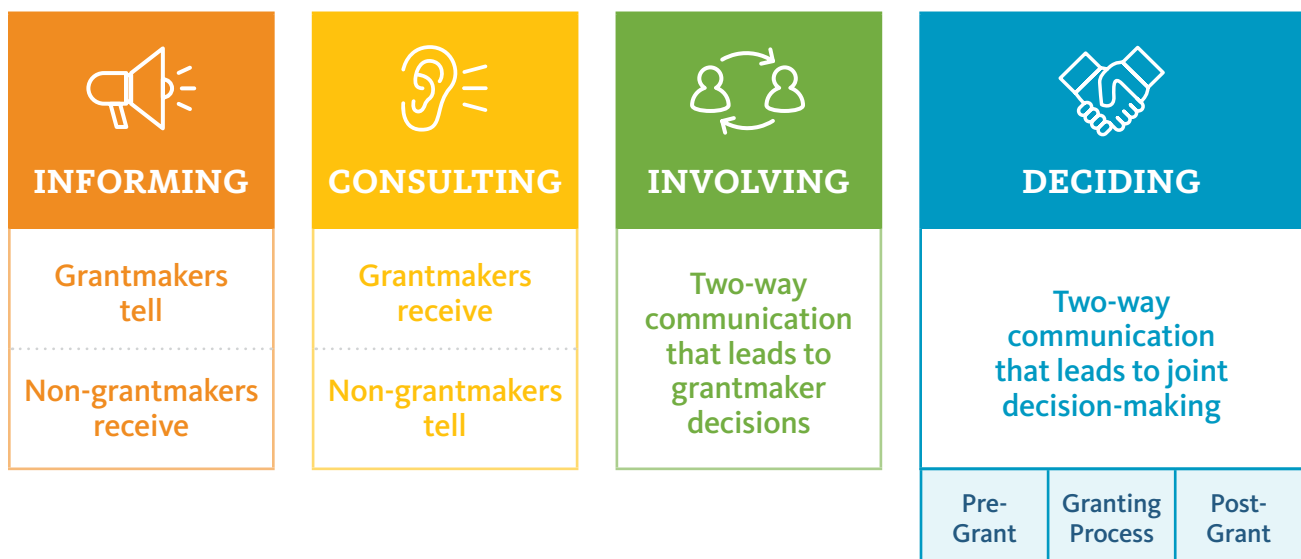 INFORMING
Grantmakers
tell
Non-grantmakers
receive
CONSULTING
Grantmakers
receive
Non-grantmakers
tell
INVOLVING
Two-way
communication
that leads to
grantmaker
decisions
DECIDING
Two-way
communication
that leads to joint
decision-making
Pre-
Grant
Granting
Process
Post-
Grant